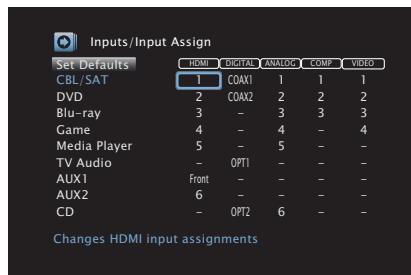 Inputs/Input Assign
Set Defaults HDMI DIGITAL ANALOG COMP VIDEO
CBL/SAT 1 COAX1 1 1 1
DVD 2 COAX2 2 2 2
Blu-ray 3 – 3 3 3
Game 4 – 4 – 4
Media Player 5 – 5 – –
TV Audio – OPT1 – – –
AUX1 Front – – – –
AUX2 6 – – – –
CD – OPT2 6 – –
Changes HDMI input assignments